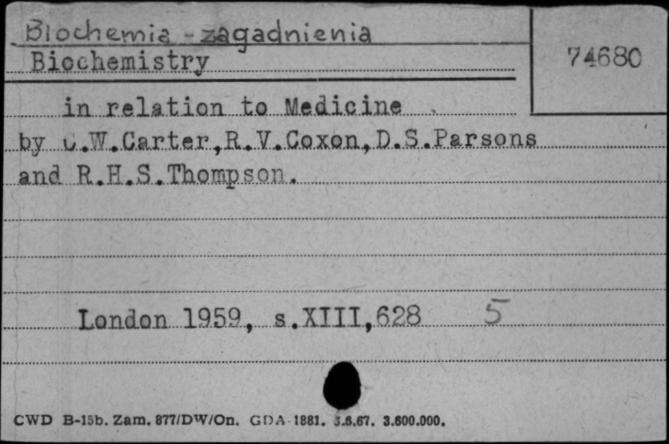 Biochemia - zagadnienia
74680
Biochemistry
in relation to Medicine
by C.W.Carter,R.V.Coxon,D.S.Parsons
and R.H.S.Thompson.
London 1959, s.XIII,628 5
CWD B-15b. Zam. 877/DW/On. GDA 1881. 3.6.67. 3.600.000.